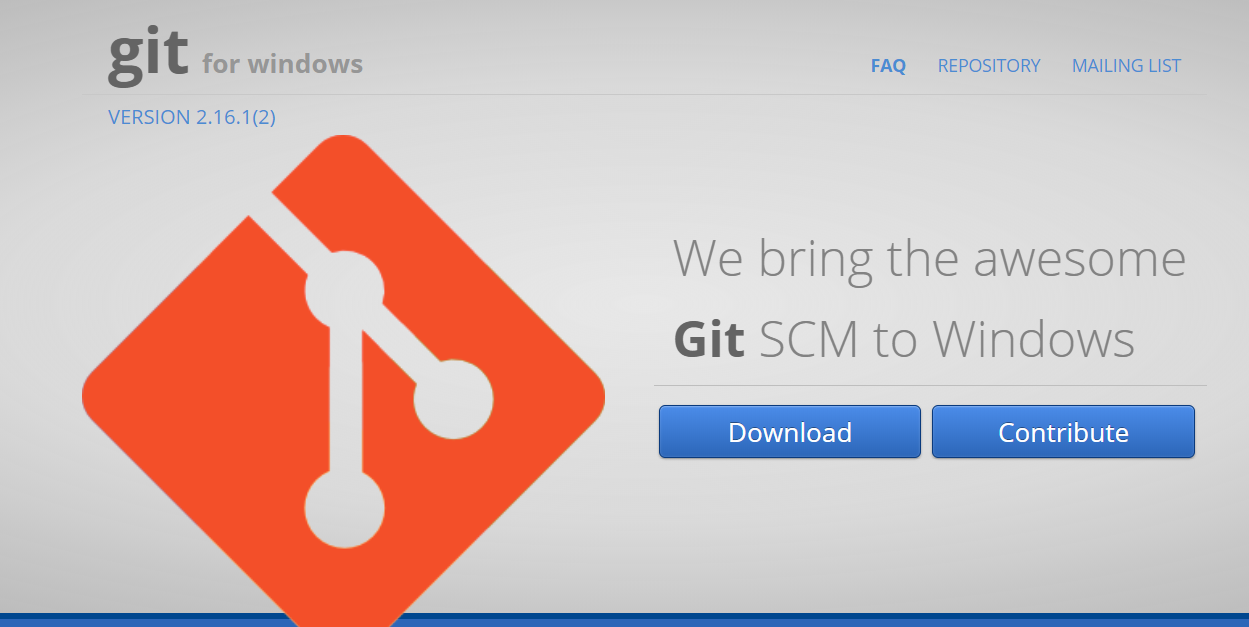 git for windows
FAQ REPOSITORY MAILING LIST
VERSION 2.16.1(2)
We bring the awesome
Git SCM to Windows
Download Contribute